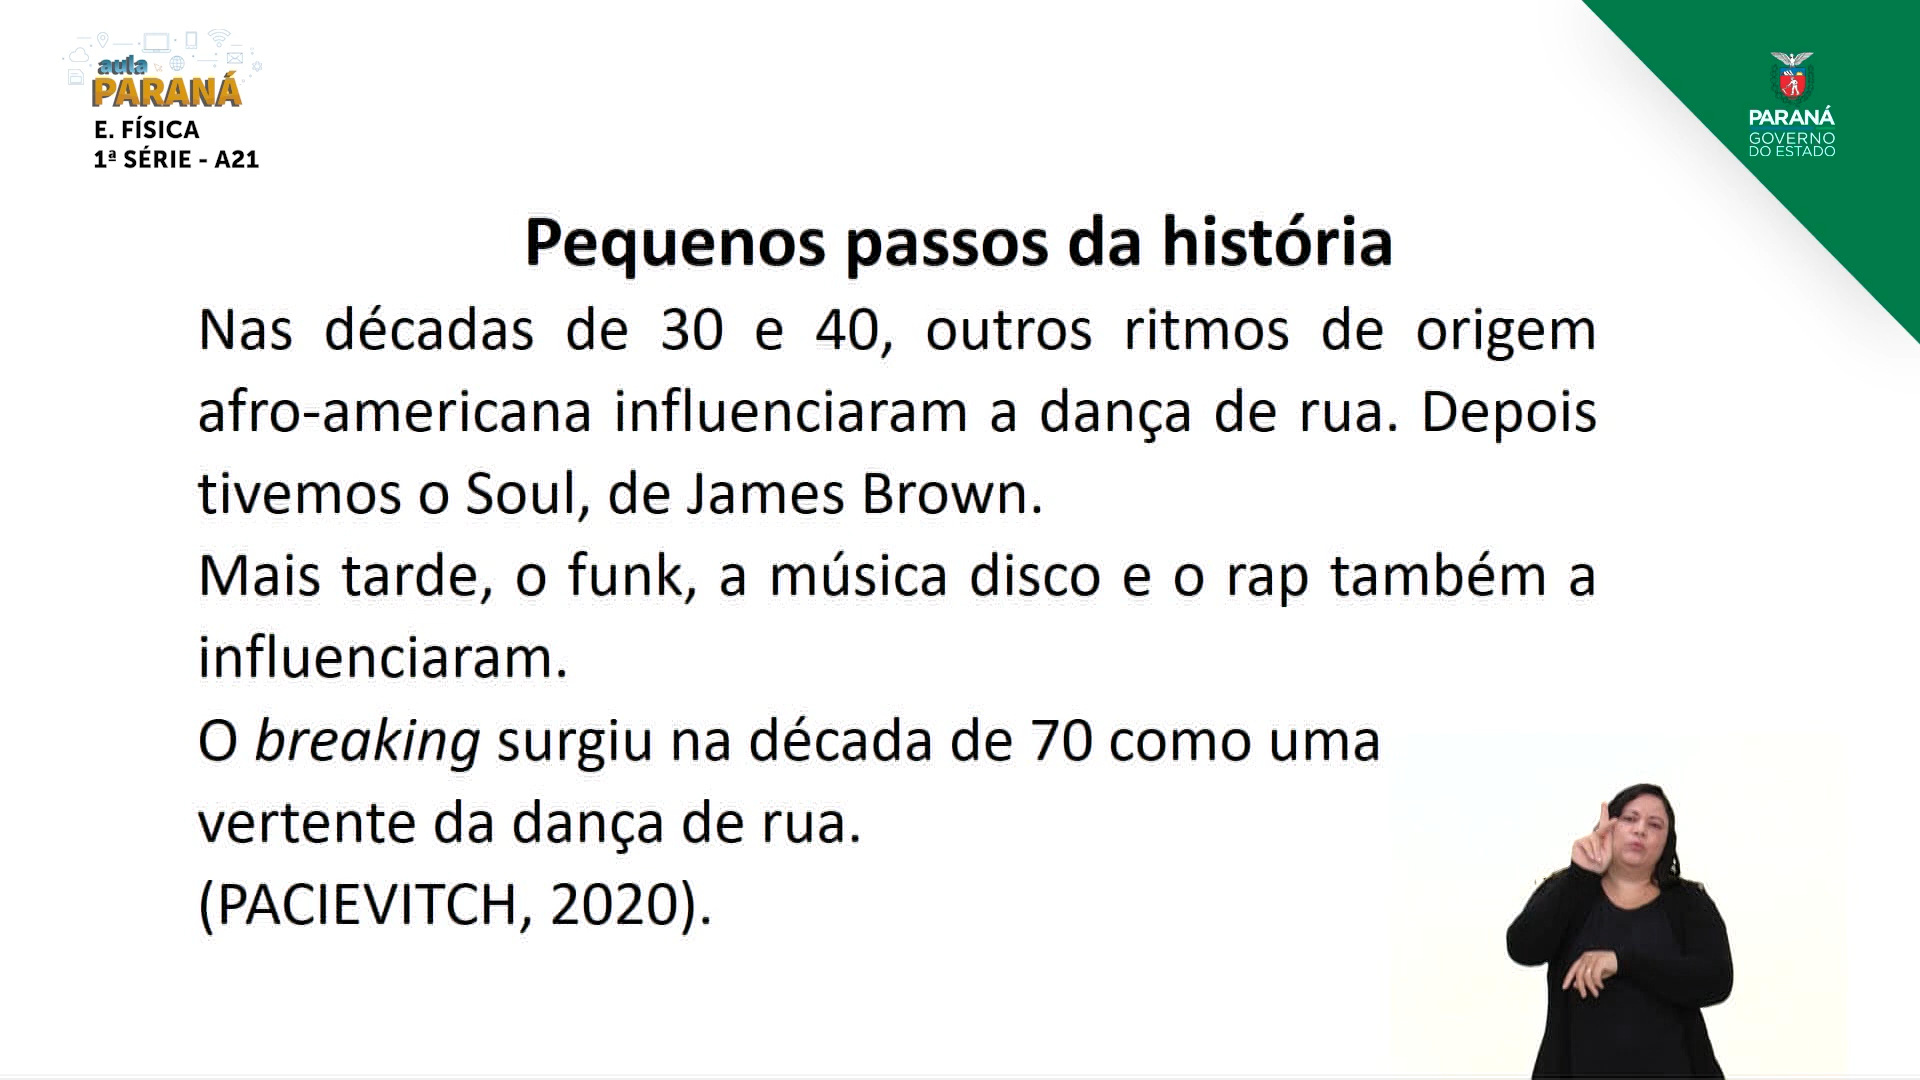 aula
PARANÁ
E. FÍSICA
1ª SÉRIE - A21
PARANÁ
GOVERNO
DO ESTADO
Pequenos passos da história
Nas décadas de 30 e 40, outros ritmos de origem
afro-americana influenciaram a dança de rua. Depois
tivemos o Soul, de James Brown.
Mais tarde, o funk, a música disco e o rap também a
influenciaram.
O breaking surgiu na década de 70 como uma
vertente da dança de rua.
(PACIEVITCH, 2020).